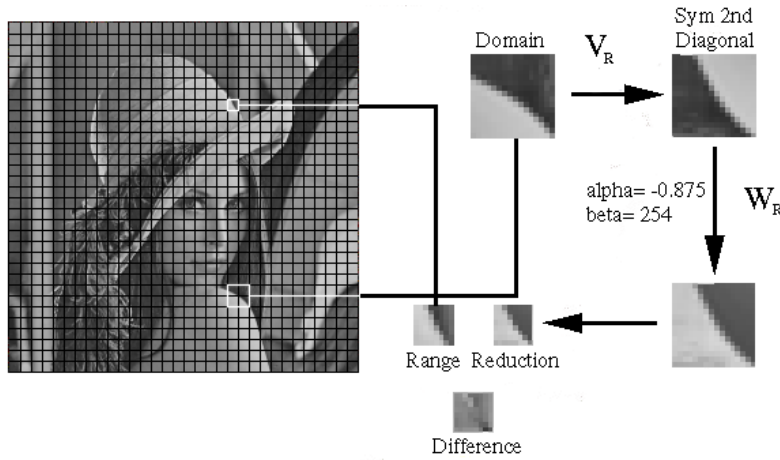 Sym 2nd
Diagonal
Domain
V_R
alpha= -0.875
beta= 254
W_R
Range
Reduction
Difference